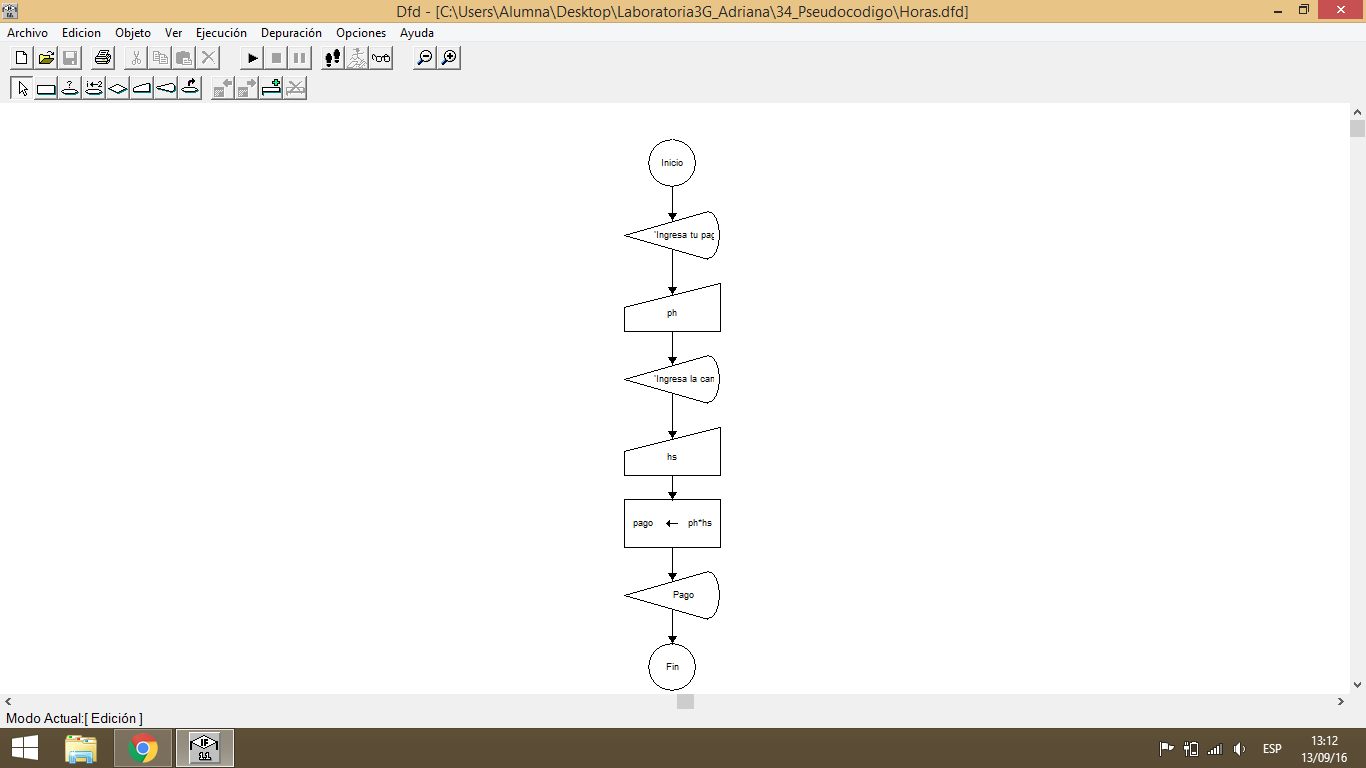 Dfd - [C:\Users\Alumna\Desktop\Laboratoria3G_Adriana\34_Pseudocodigo\Horas.dfd]
Archivo Edicion Objeto Ver Ejecución Depuración Opciones Ayuda
Inicio
'Ingresa tu pag
ph
'Ingresa la can
hs
pago ← ph*hs
Pago
Fin
Modo Actual:[ Edición ]
ESP
13:12
13/09/16